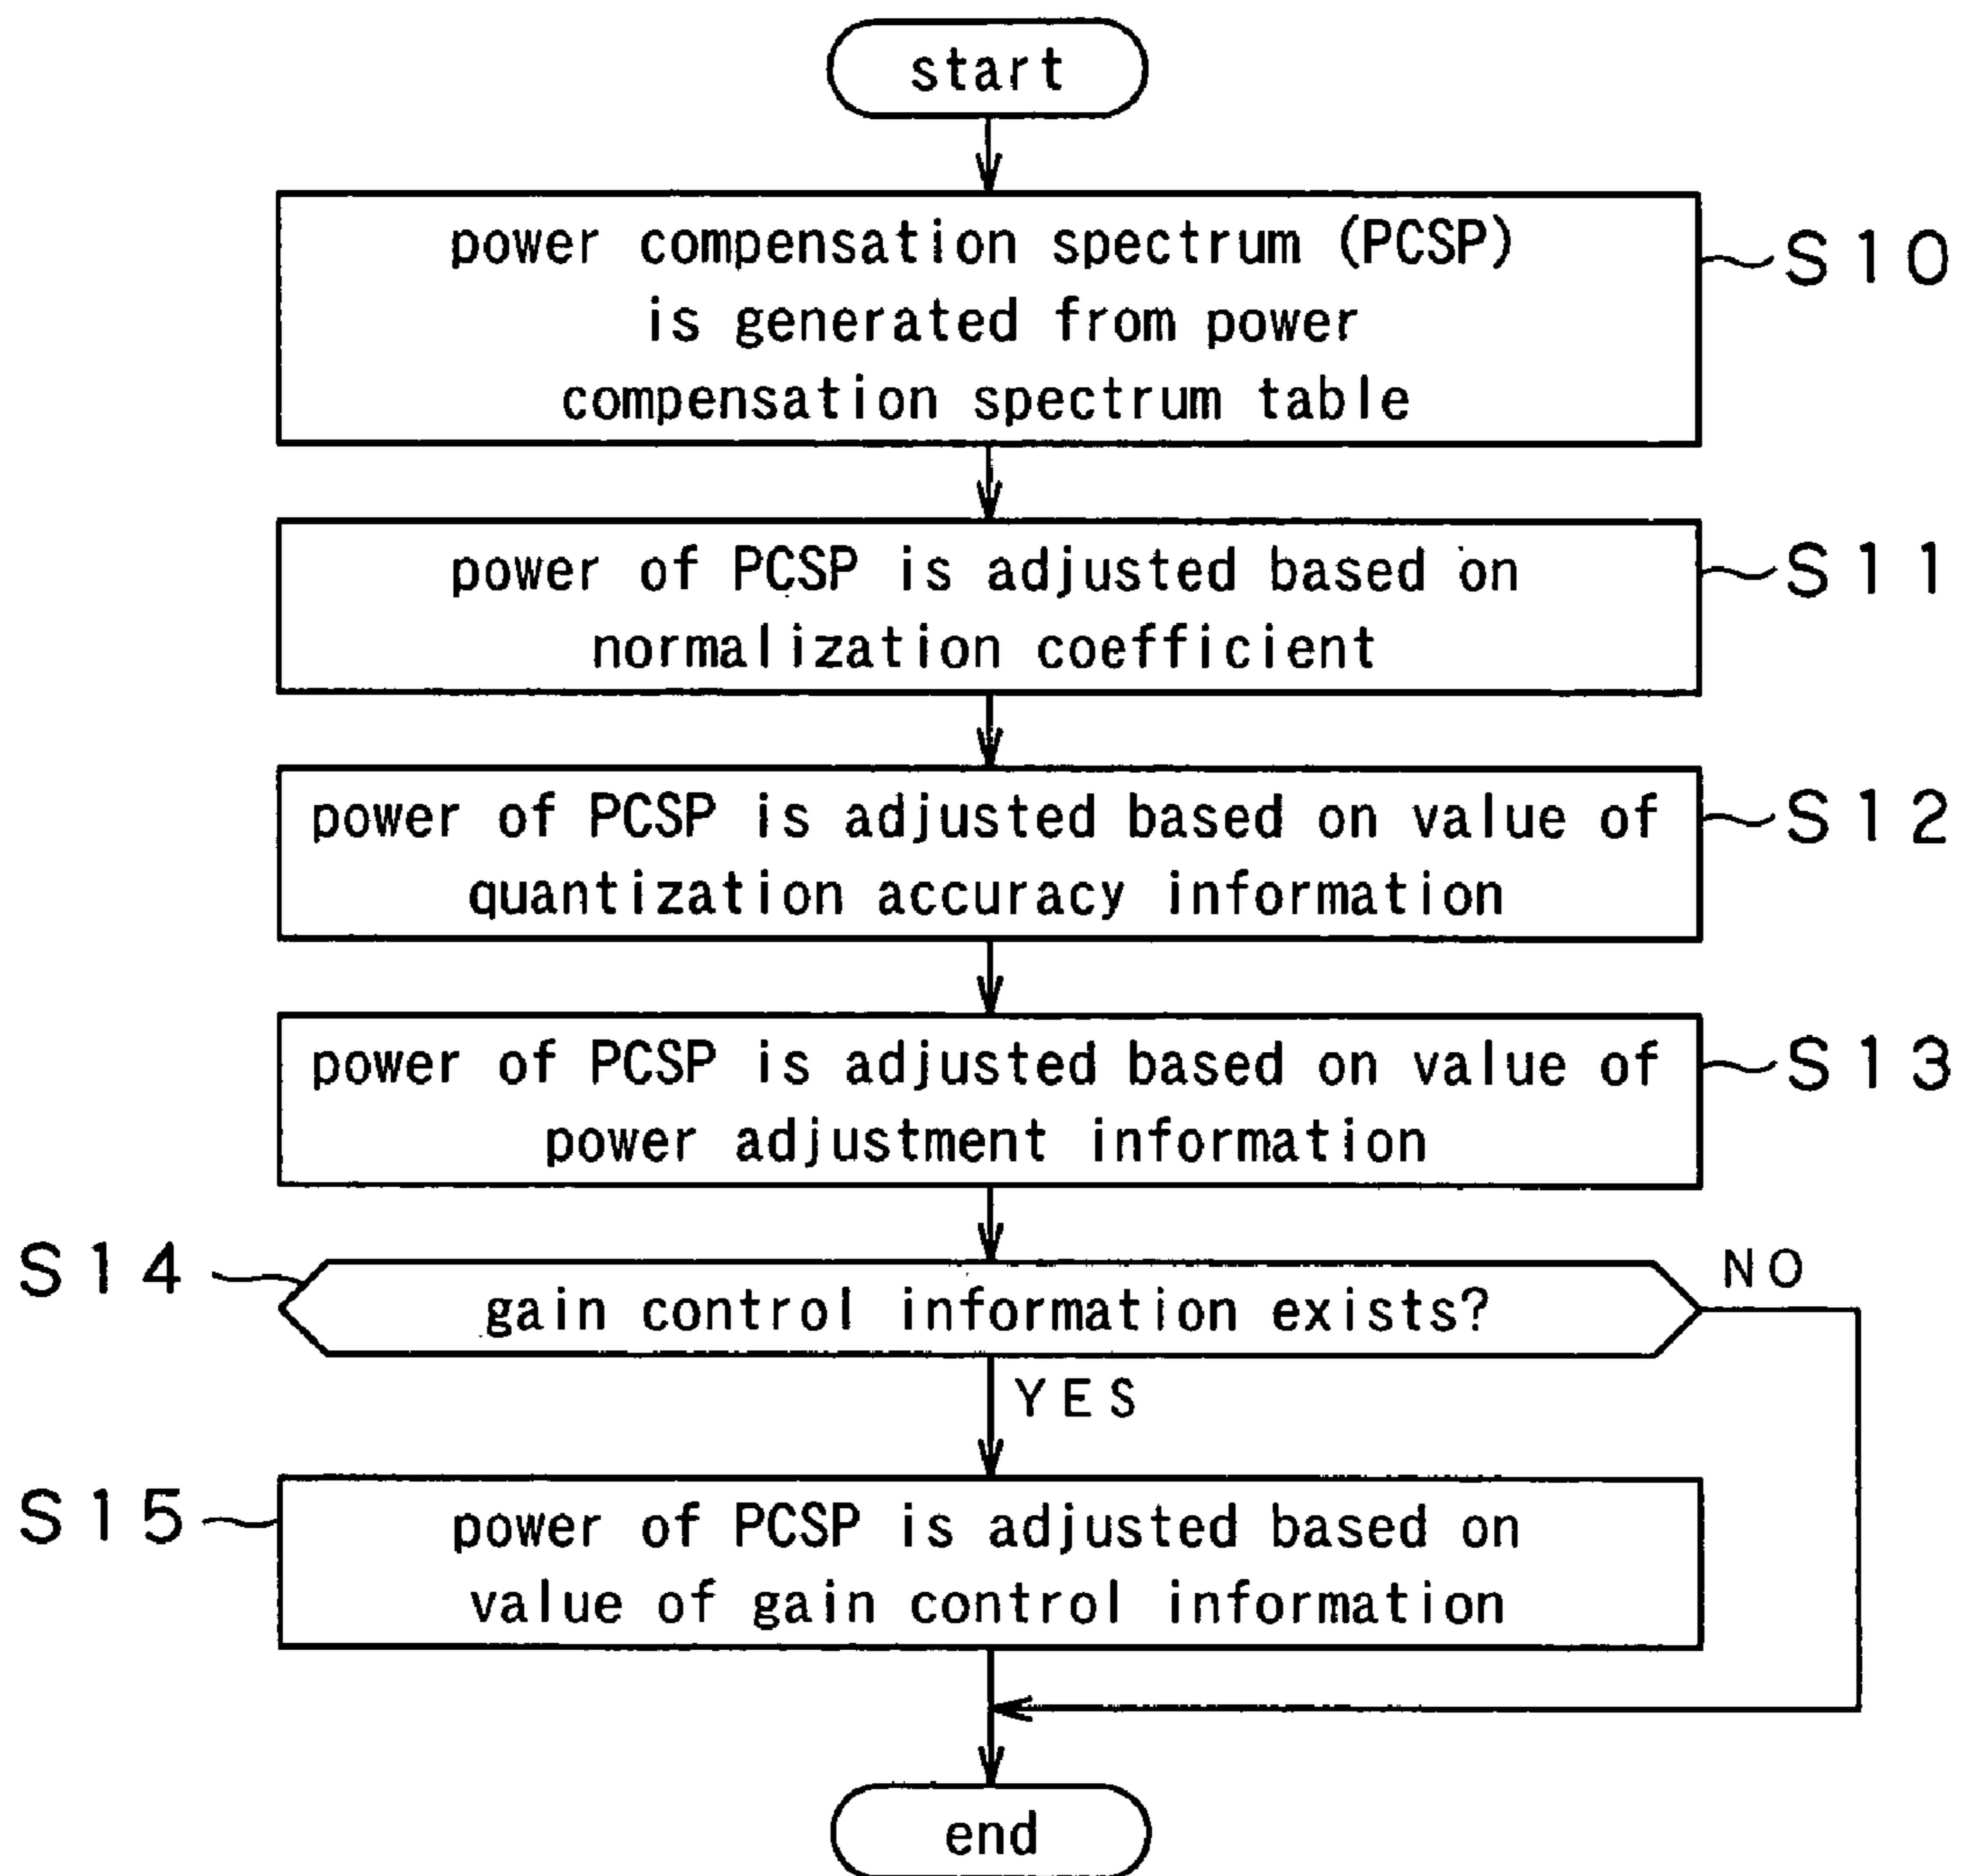 start
power compensation spectrum (PCSP)
is generated from power
compensation spectrum table
S10
power of PCSP is adjusted based on
normalization coefficient
S11
power of PCSP is adjusted based on value of
quantization accuracy information
S12
power of PCSP is adjusted based on value of
power adjustment information
S13
S14
gain control information exists?
NO
YES
S15
power of PCSP is adjusted based on
value of gain control information
end